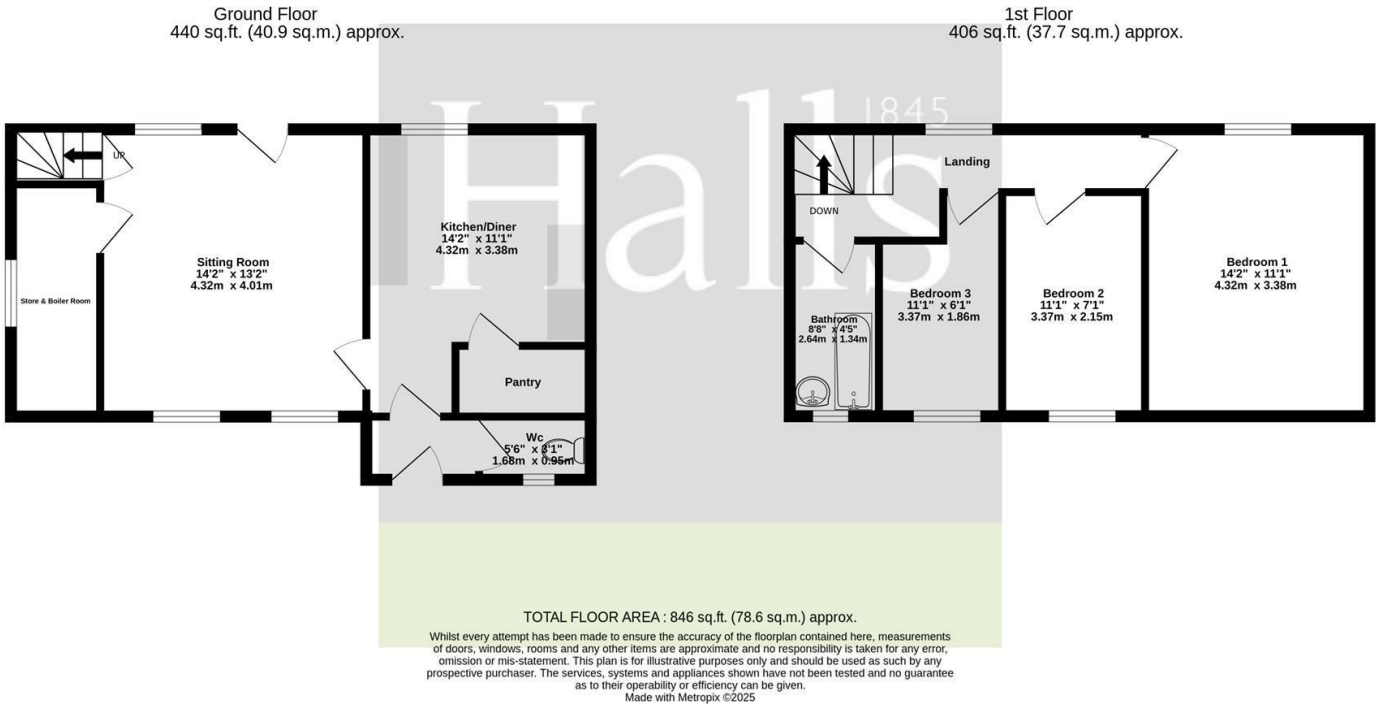 Ground Floor
440 sq.ft. (40.9 sq.m.) approx.
1st Floor
406 sq.ft. (37.7 sq.m.) approx.
Halls
1845
UP
Store & Boiler Room
Sitting Room
14'2" x 13'2"
4.32m x 4.01m
Kitchen/Diner
14'2" x 11'1"
4.32m x 3.38m
Pantry
Wc
5'6" x 3'1"
1.68m x 0.95m
Landing
DOWN
Bathroom
8'8" x 4'5"
2.64m x 1.34m
Bedroom 3
11'1" x 6'1"
3.37m x 1.86m
Bedroom 2
11'1" x 7'1"
3.37m x 2.15m
Bedroom 1
14'2" x 11'1"
4.32m x 3.38m
TOTAL FLOOR AREA : 846 sq.ft. (78.6 sq.m.) approx.
Whilst every attempt has been made to ensure the accuracy of the floorplan contained here, measurements
of doors, windows, rooms and any other items are approximate and no responsibility is taken for any error,
omission or mis-statement. This plan is for illustrative purposes only and should be used as such by any
prospective purchaser. The services, systems and appliances shown have not been tested and no guarantee
as to their operability or efficiency can be given.
Made with Metropix ©2025